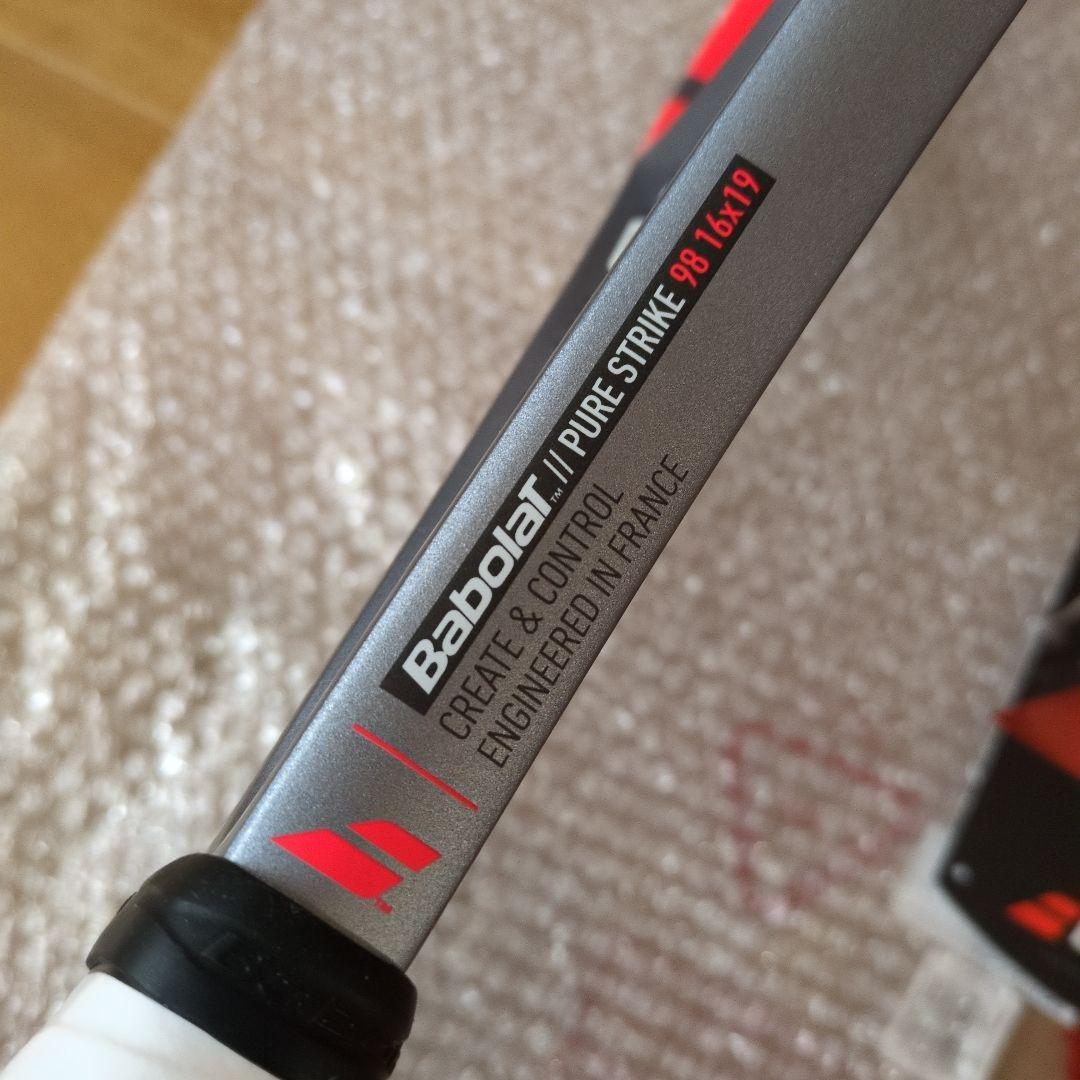 Babolat™ // PURE STRIKE 98 16x19
CREATE & CONTROL
ENGINEERED IN FRANCE